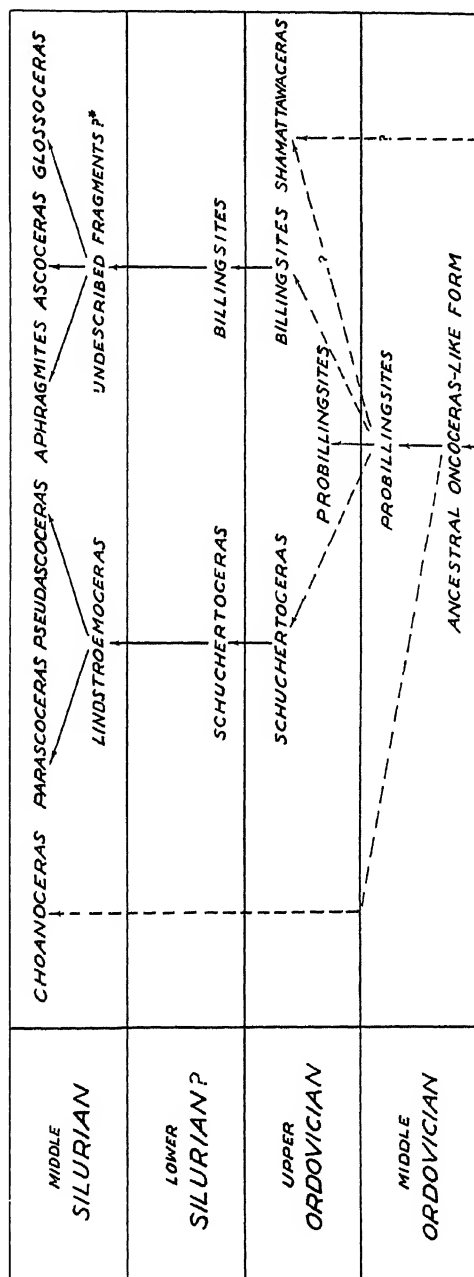 MIDDLE
SILURIAN
CHOANOCERAS PARASCOCERAS PSEUDASCOCERAS APHRAGMITES ASCOCERAS GLOSSOCERAS
LINDSTROEMOCERAS
UNDESCRIBED FRAGMENTS?*
LOWER
SILURIAN?
SCHUCHERTOCERAS
BILLINGSITES
UPPER
ORDOVICIAN
SCHUCHERTOCERAS
BILLINGSITES SHAMATTAWACERAS
PROBILLINGSITES
?
?
MIDDLE
ORDOVICIAN
PROBILLINGSITES
ANCESTRAL ONCOCERAS-LIKE FORM